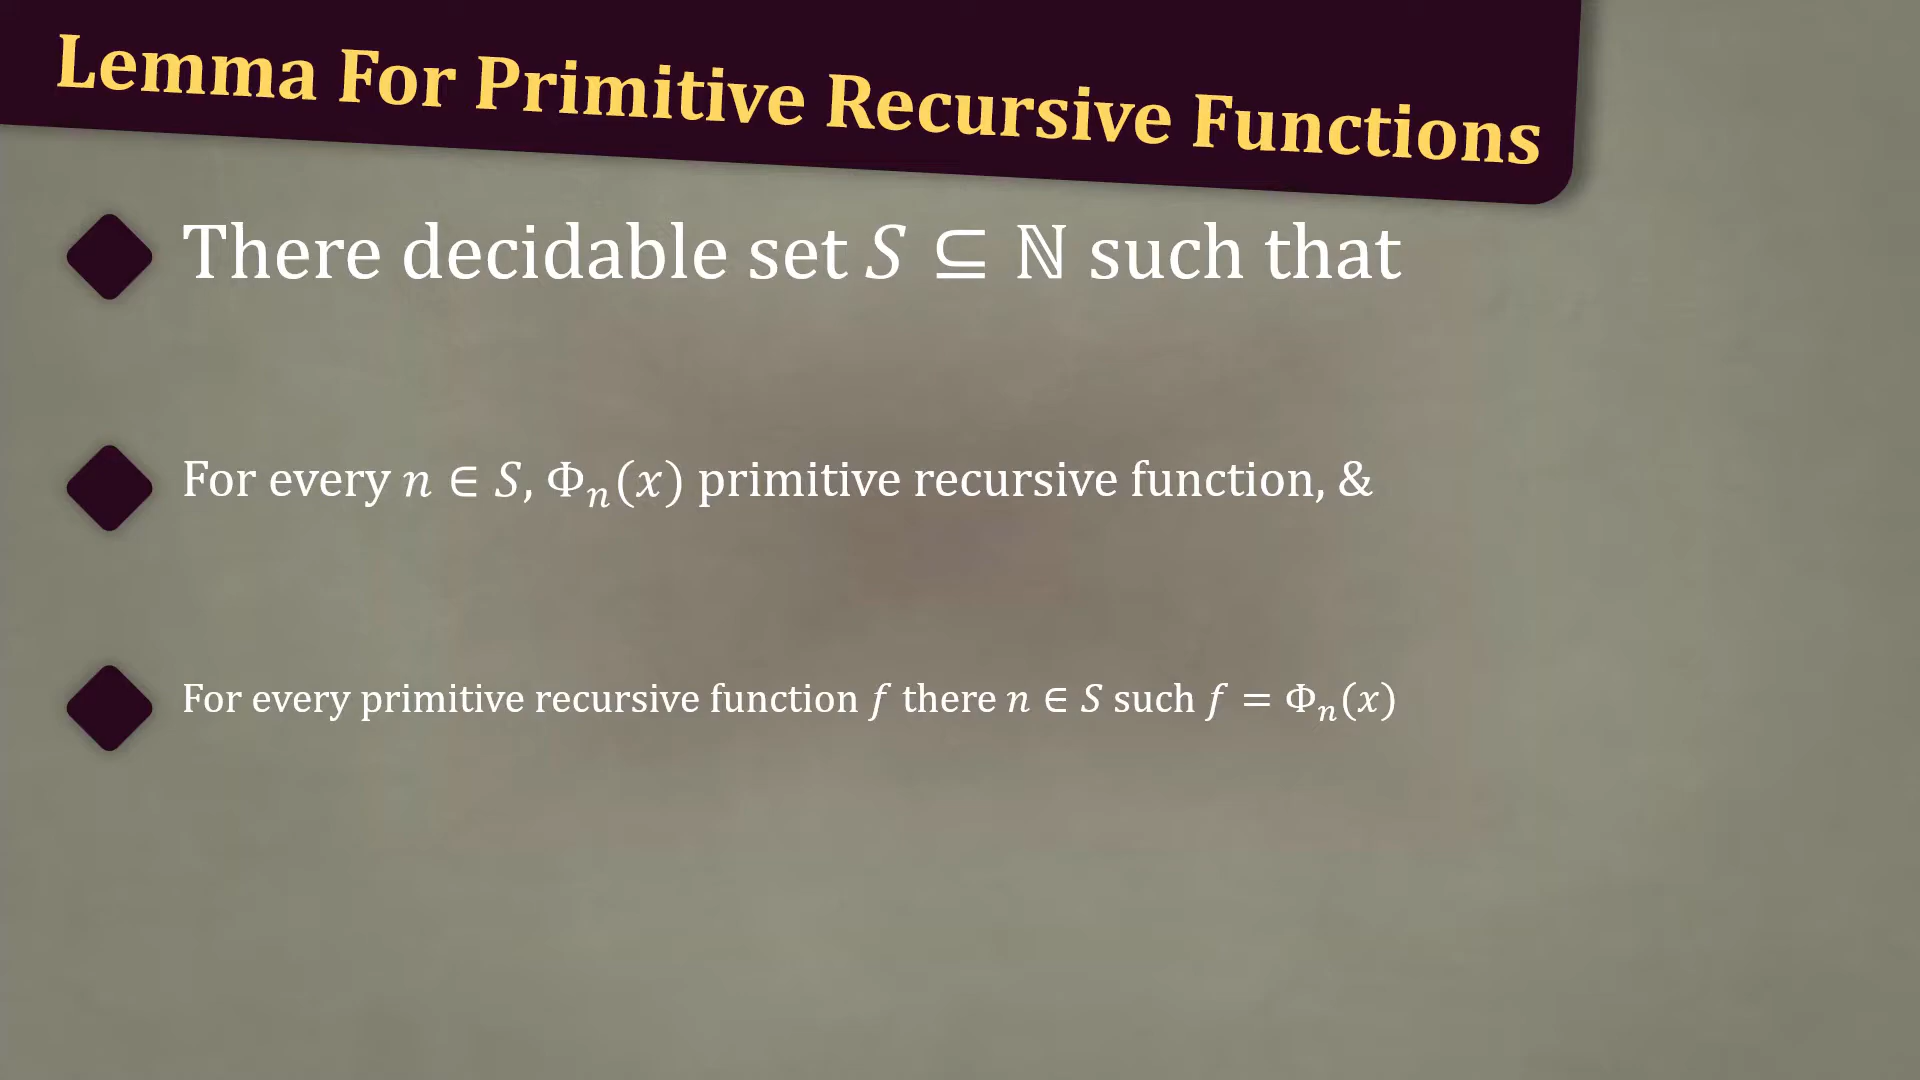 Lemma For Primitive Recursive Functions
There decidable set S ⊆ ℕ such that
For every n ∈ S, Φₙ(x) primitive recursive function, &
For every primitive recursive function f there n ∈ S such f = Φₙ(x)